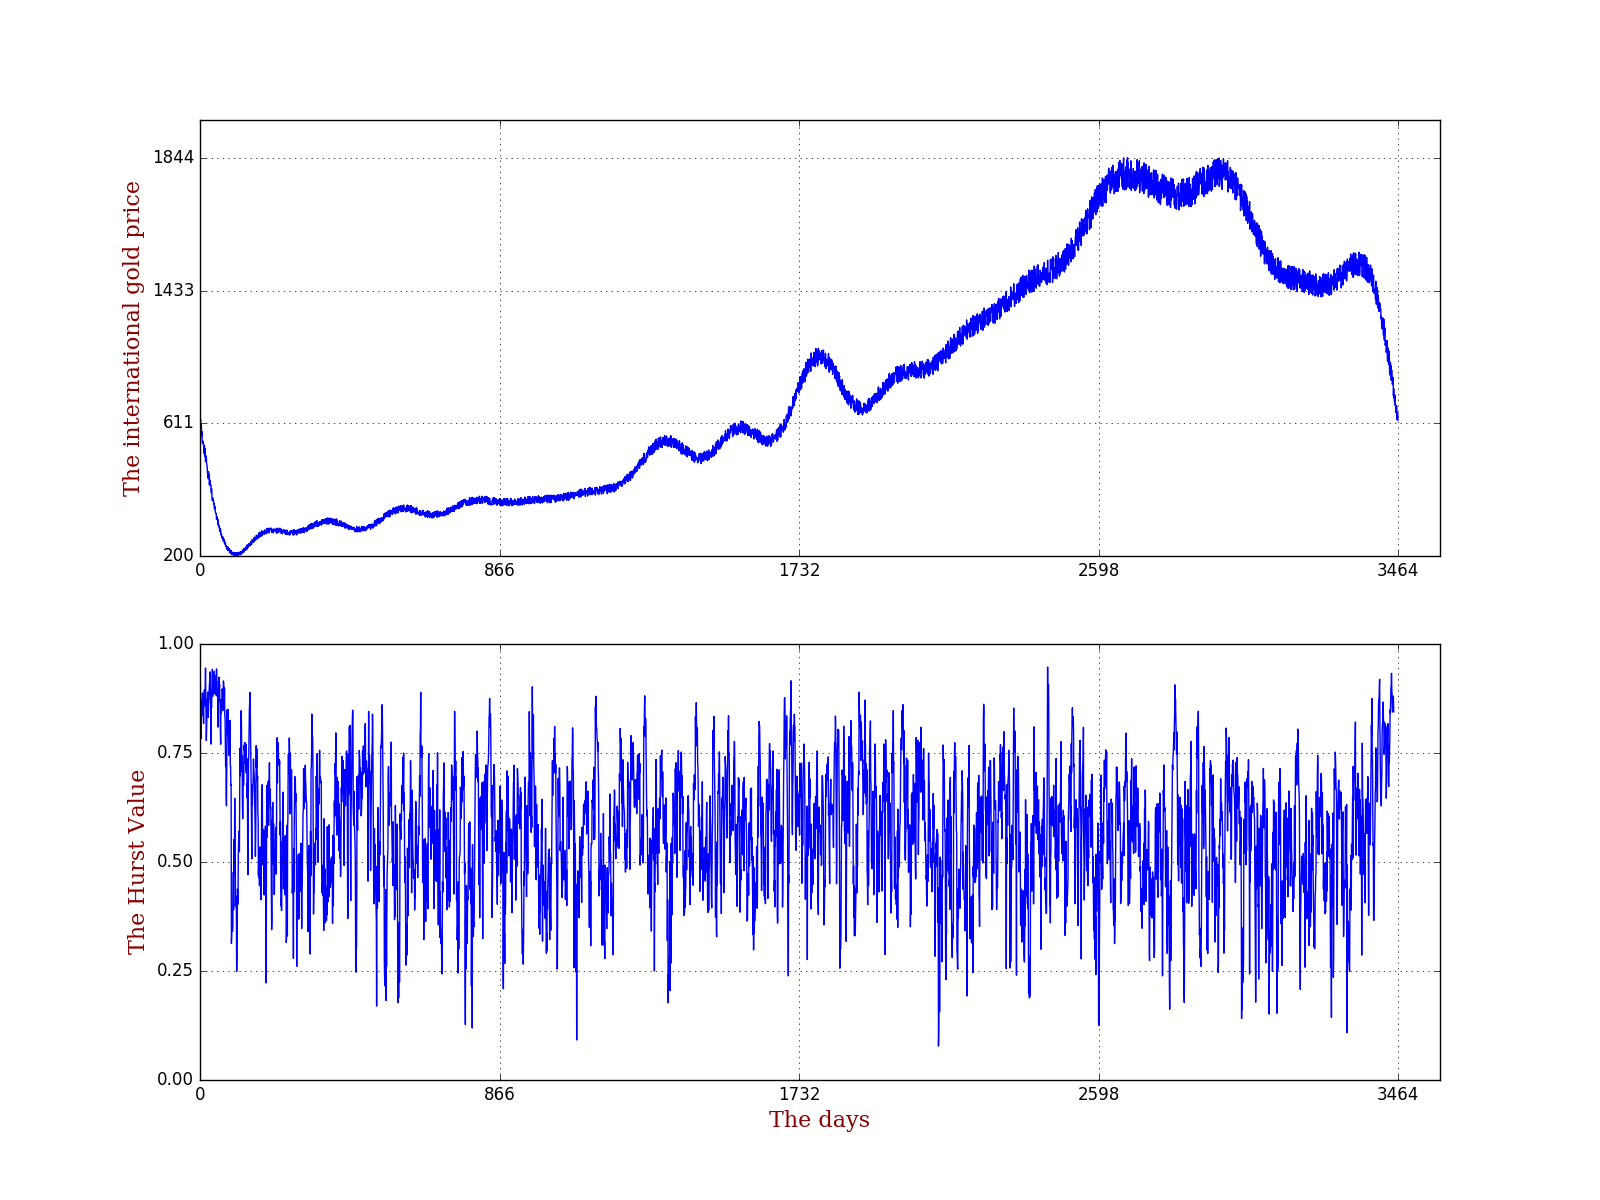 The international gold price
1844
1433
611
200
0 866 1732 2598 3464
The Hurst Value
1.00
0.75
0.50
0.25
0.00
0 866 1732 2598 3464
The days